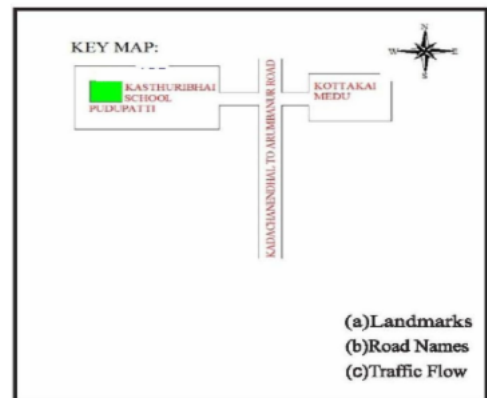 KEY MAP:
N
W E
S
KASTHURIBHAI
SCHOOL
PUDUPATTI
KADACHANENDHAL TO ARUMBANUR ROAD
KOTTAKAI
MEDU
(a)Landmarks
(b)Road Names
(c)Traffic Flow